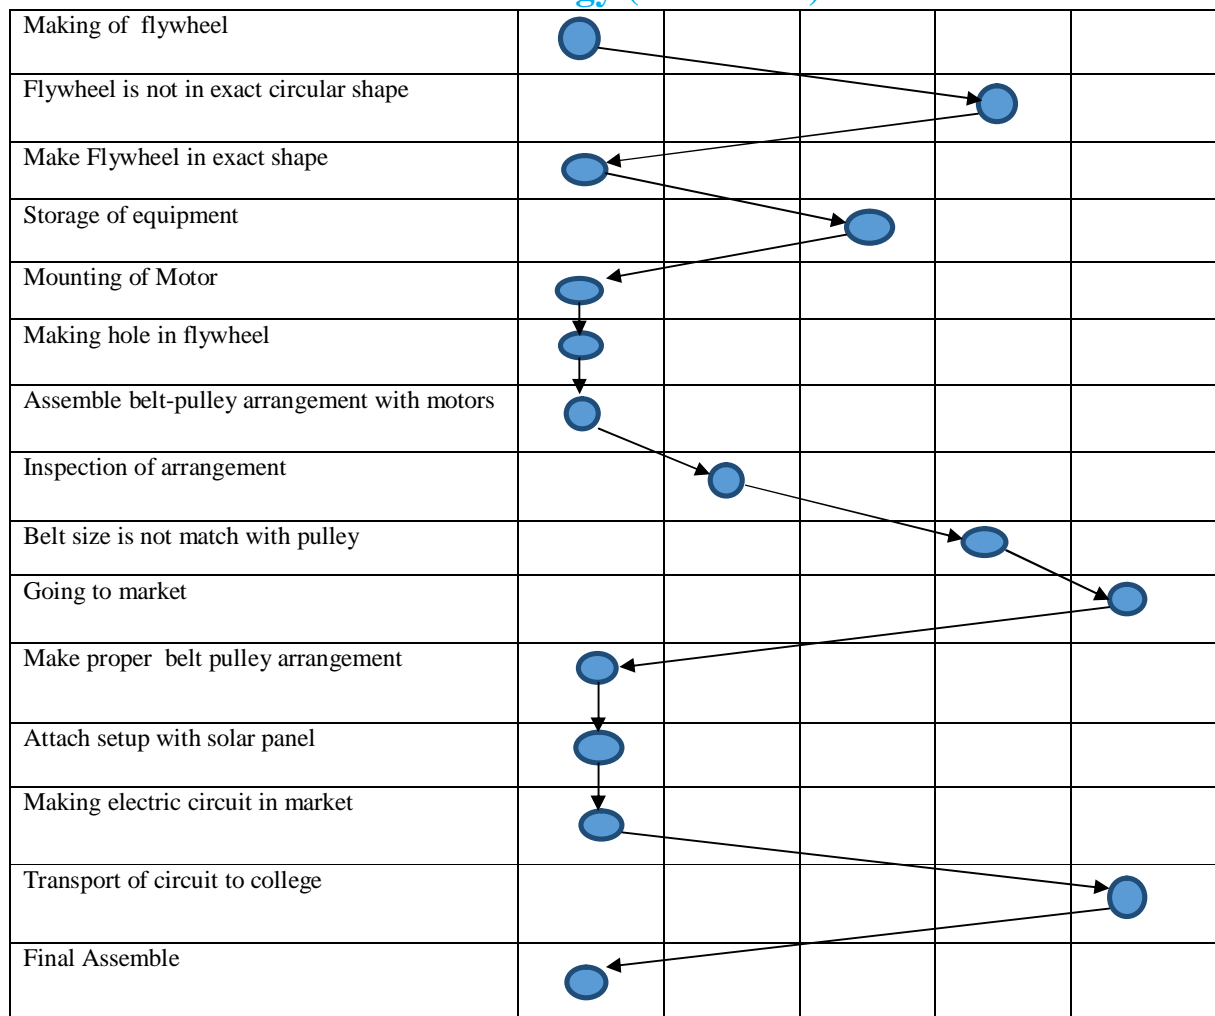 Making of flywheel
Flywheel is not in exact circular shape
Make Flywheel in exact shape
Storage of equipment
Mounting of Motor
Making hole in flywheel
Assemble belt-pulley arrangement with motors
Inspection of arrangement
Belt size is not match with pulley
Going to market
Make proper belt pulley arrangement
Attach setup with solar panel
Making electric circuit in market
Transport of circuit to college
Final Assemble